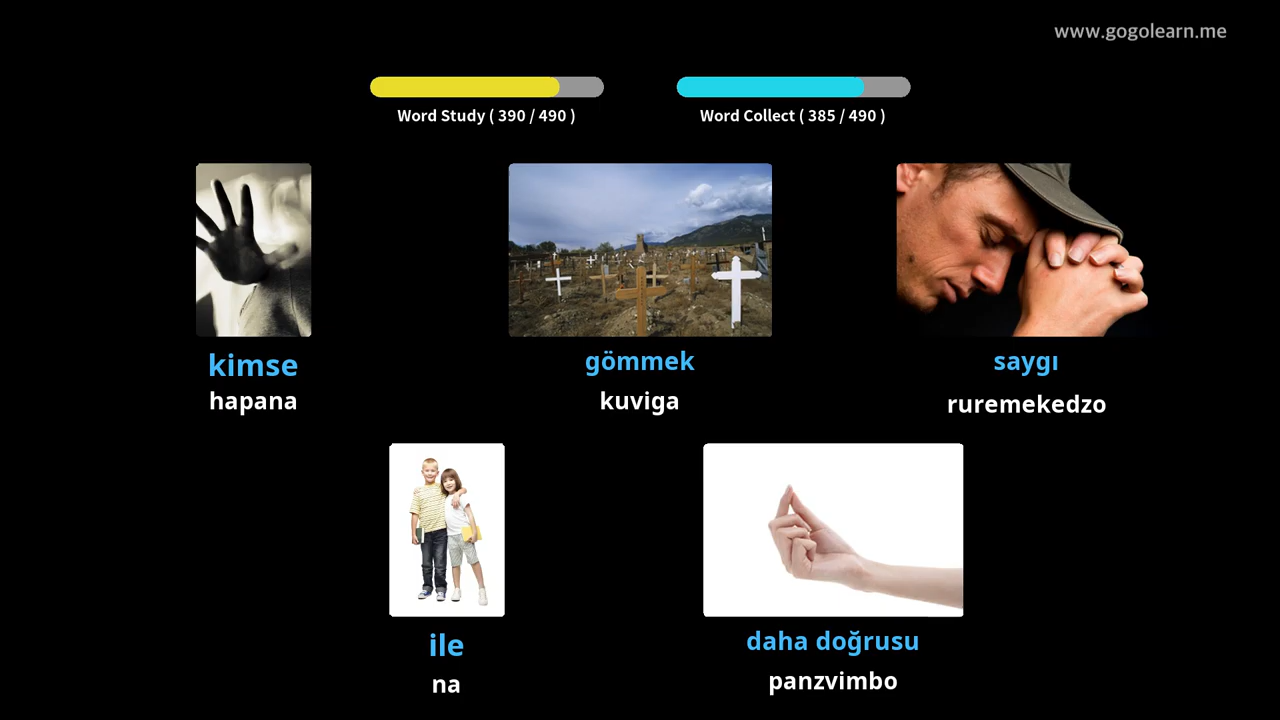 www.gogolearn.me
Word Study ( 390 / 490 )
Word Collect ( 385 / 490 )
kimse
hapana
gömmek
kuviga
saygı
ruremekedzo
ile
na
daha doğrusu
panzvimbo